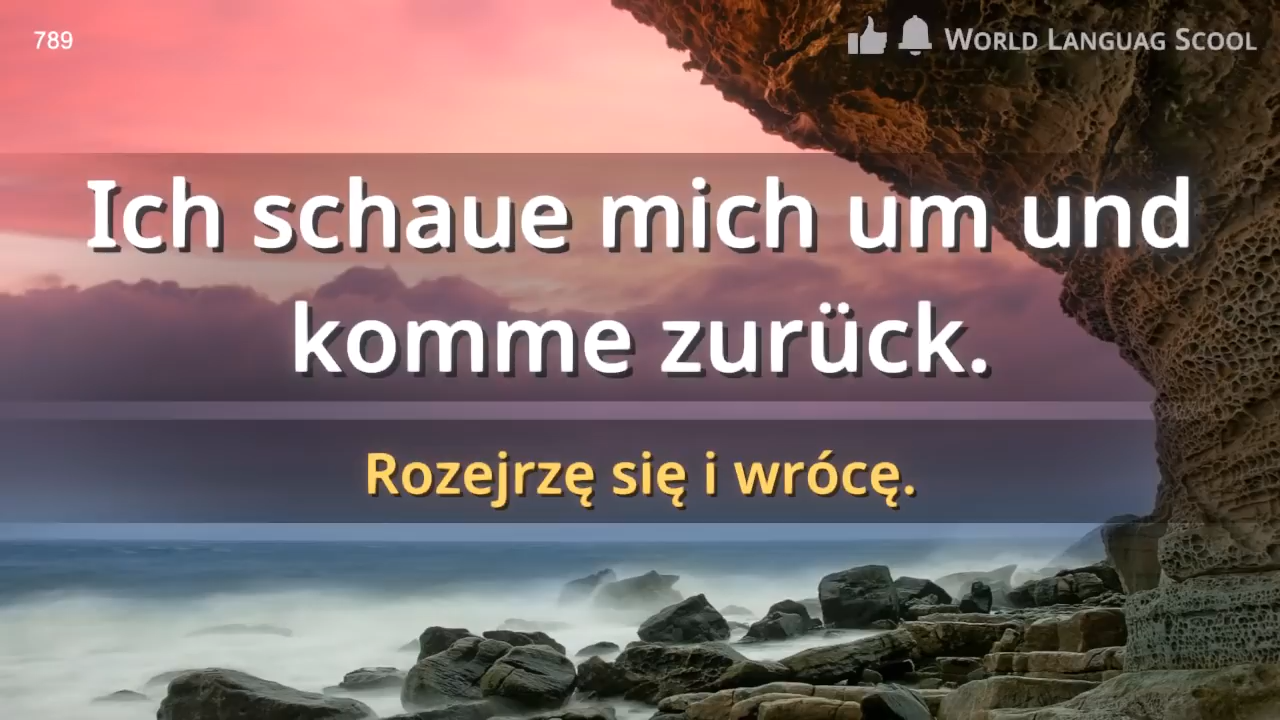 789
World Languag Scool
Ich schaue mich um und
komme zurück.
Rozejrzę się i wrócę.